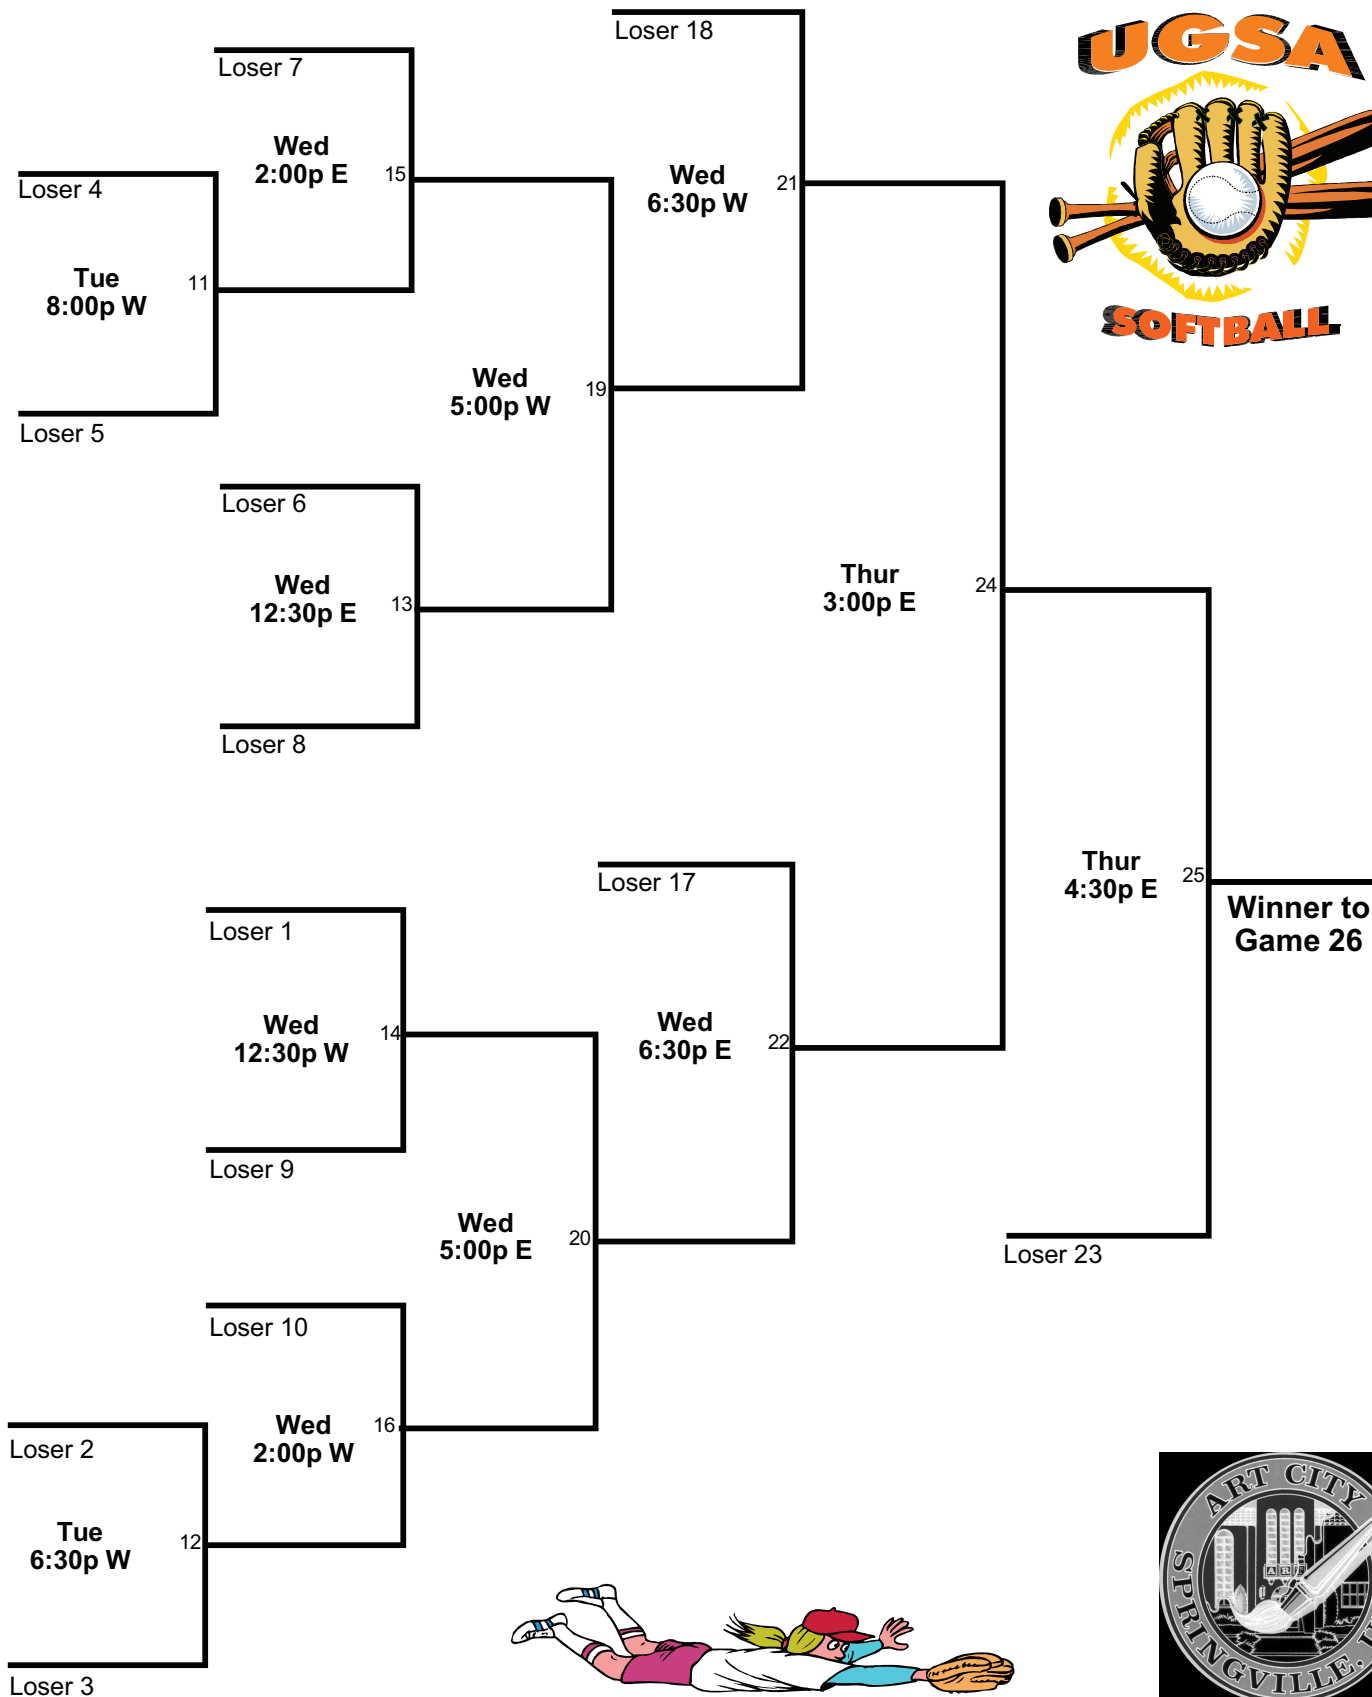 Loser 18
UGSA
Loser 7
Wed
2:00p E
15
Loser 4
Wed
6:30p W
21
Tue
8:00p W
11
SOFTBALL
Wed
5:00p W
19
Loser 5
Loser 6
Wed
12:30p E
13
Thur
3:00p E
24
Loser 8
Loser 17
Thur
4:30p E
25
Winner to
Game 26
Loser 1
Wed
12:30p W
14
Wed
6:30p E
22
Loser 9
Wed
5:00p E
20
Loser 23
Loser 10
Wed
2:00p W
16
Loser 2
Tue
6:30p W
12
Loser 3
ART CITY
ART
SPRINGVILLE,